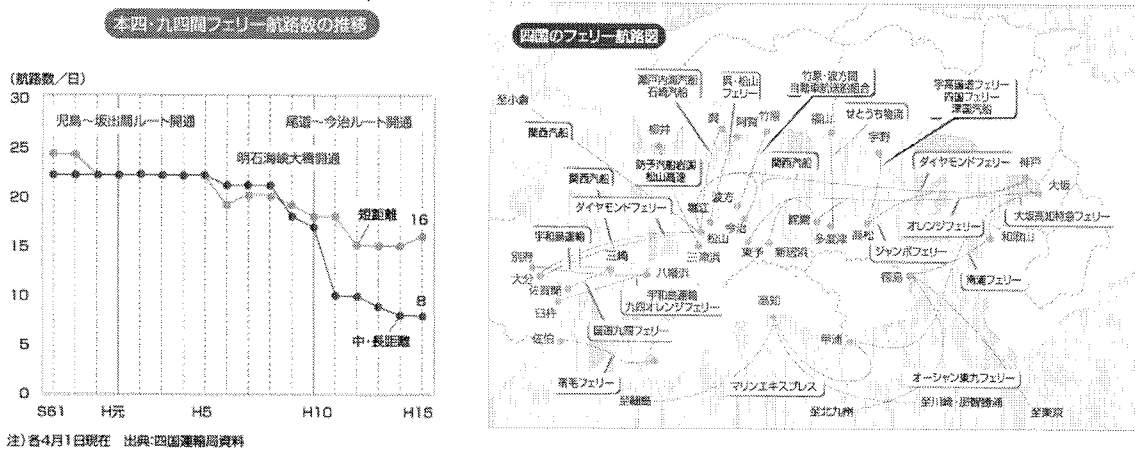 本四・九四間フェリー航路数の推移
(航路数/日)
30
25
20
15
10
5
0
児島〜坂出間ルート開通
尾道〜今治ルート開通
明石海峡大橋開通
短距離
16
8
中・長距離
S61
H元
H5
H10
H15
注)各4月1日現在 出典:四国運輸局資料
四国のフェリー航路図
瀬戸内海汽船
石崎汽船
呉・松山
フェリー
竹原・波方間
自動車航送船組合
宇高国道フェリー
四国フェリー
津国汽船
至小倉
関西汽船
柳井
呉
阿賀
竹原
福山
せとうち物流
宇野
防予汽船岩国
松山高速
関西汽船
ダイヤモンドフェリー
神戸
大阪
関西汽船
ダイヤモンドフェリー
堀江
波方
今治
松山
三津浜
東予
新居浜
多度津
高松
オレンジフェリー
大阪高知特急フェリー
和歌山
ジャンボフェリー
宇和島運輸
別府
大分
三崎
佐賀関
八幡浜
臼杵
宇和島運輸
九四オレンジフェリー
徳島
南海フェリー
高知
国道九四フェリー
佐伯
甲浦
宿毛フェリー
マリンエキスプレス
オーシャン東九フェリー
至細島
至北九州
至川崎・那智勝浦
至東京